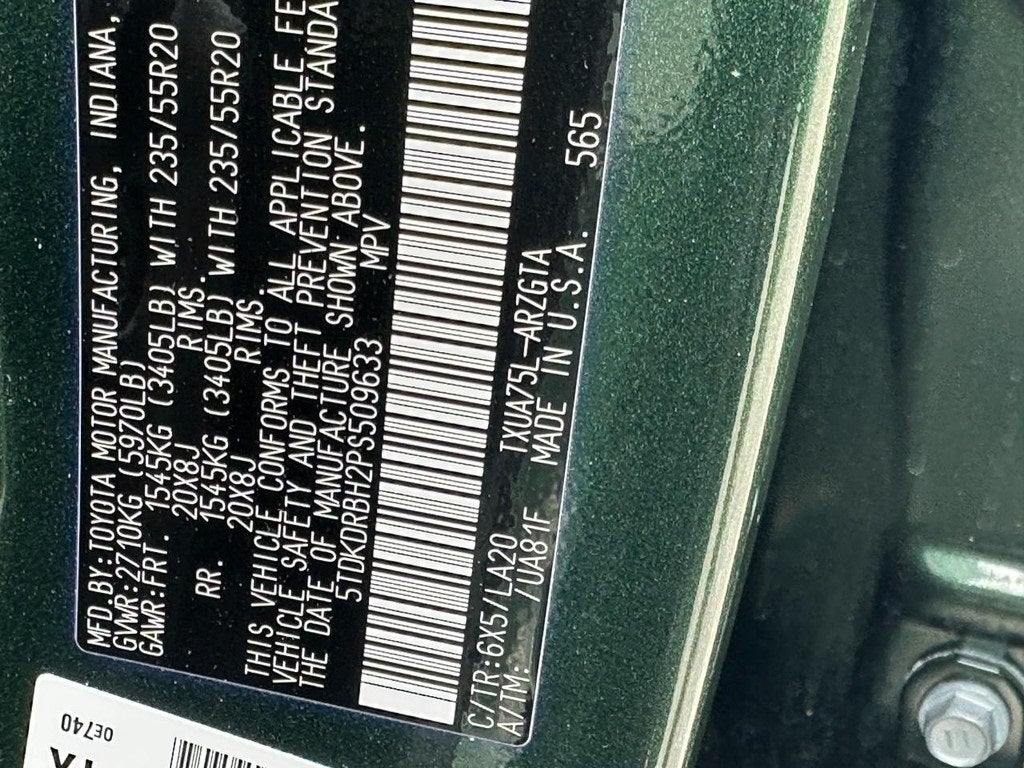 MFD BY:TOYOTA MOTOR MANUFACTURING, INDIANA,
GVWR:2710KG (5970LB)
GAWR:FRT. 1545KG (3405LB) WITH 235/55R20
20X8J RIMS.
RR. 1545KG (3405LB) WITH 235/55R20
20X8J RIMS.
THIS VEHICLE CONFORMS TO ALL APPLICABLE FE
VEHICLE SAFETY AND THEFT PREVENTION STANDA
THE DATE OF MANUFACTURE SHOWN ABOVE.
5TDKDRBH2PS509633 MPV
C/TR:6X5/LA20 TXUA75L-ARZGTA
A/TM: /UA81F MADE IN U.S.A. 565
0E740